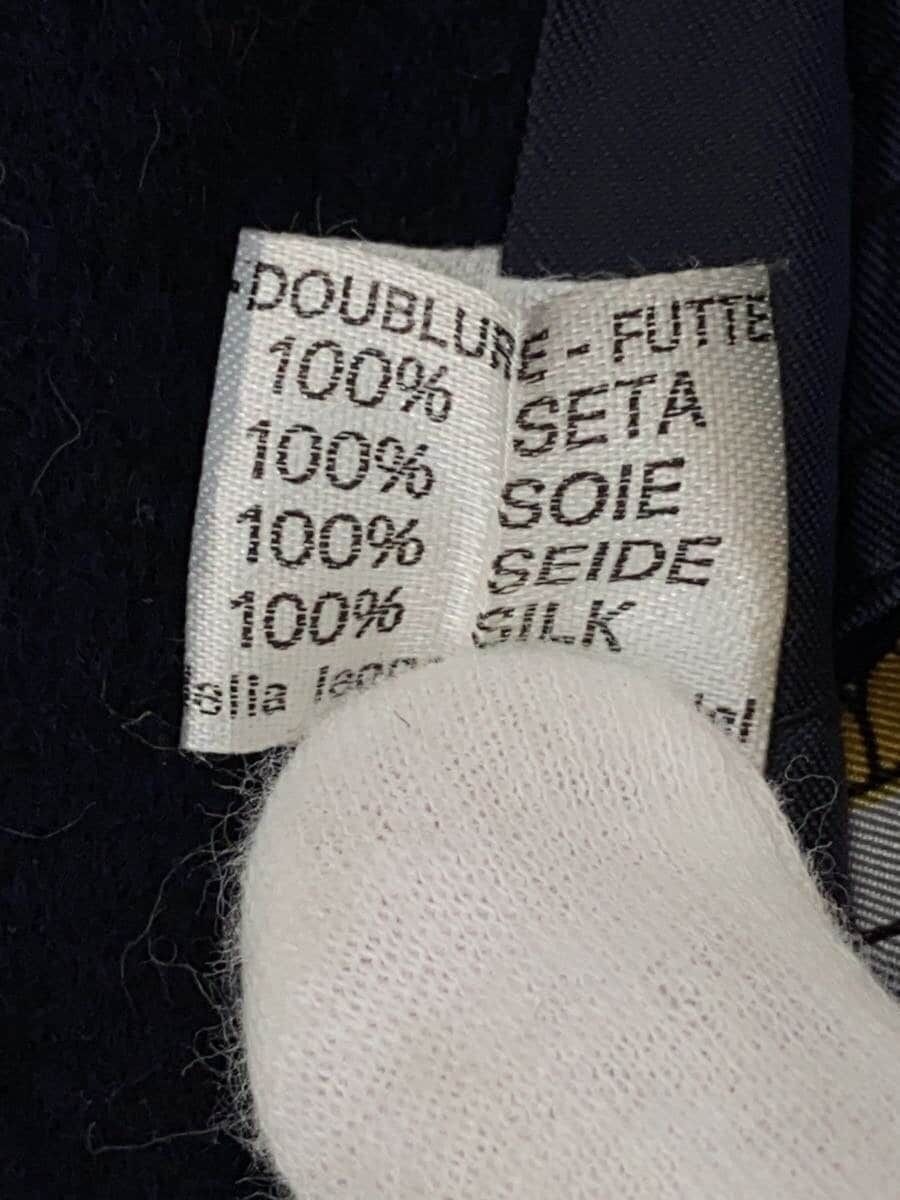 -DOUBLURE - FUTTE
100% SETA
100% SOIE
100% SEIDE
100% SILK